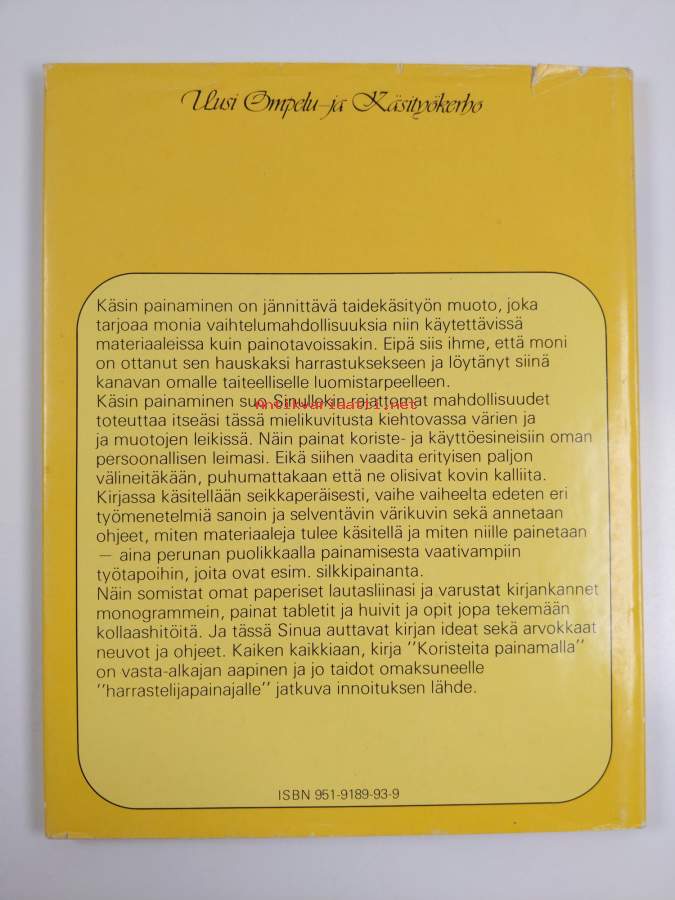 Uusi Ompelu- ja Käsityökerho
Käsin painaminen on jännittävä taidekäsityön muoto, joka
tarjoaa monia vaihtelumahdollisuuksia niin käytettävissä
materiaaleissa kuin painotavoissakin. Eipä siis ihme, että moni
on ottanut sen hauskaksi harrastuksekseen ja löytänyt siinä
kanavan omalle taiteelliselle luomistarpeelleen.
Käsin painaminen suo Sinullekin rajattomat mahdollisuudet
Antikvariaatti.net
toteuttaa itseäsi tässä mielikuvitusta kiehtovassa värien ja
ja muotojen leikissä. Näin painat koriste- ja käyttöesineisiin oman
persoonallisen leimasi. Eikä siihen vaadita erityisen paljon
välineitäkään, puhumattakaan että ne olisivat kovin kalliita.
Kirjassa käsitellään seikkaperäisesti, vaihe vaiheelta edeten eri
työmenetelmiä sanoin ja selventävin värikuvin sekä annetaan
ohjeet, miten materiaaleja tulee käsitellä ja miten niille painetaan
— aina perunan puolikkaalla painamisesta vaativampiin
työtapoihin, joita ovat esim. silkkipainanta.
Näin somistat omat paperiset lautasliinasi ja varustat kirjankannet
monogrammein, painat tabletit ja huivit ja opit jopa tekemään
kollaashitöitä. Ja tässä Sinua auttavat kirjan ideat sekä arvokkaat
neuvot ja ohjeet. Kaiken kaikkiaan, kirja "Koristeita painamalla"
on vasta-alkajan aapinen ja jo taidot omaksuneelle
"harrastelijapainajalle" jatkuva innoituksen lähde.
ISBN 951-9189-93-9